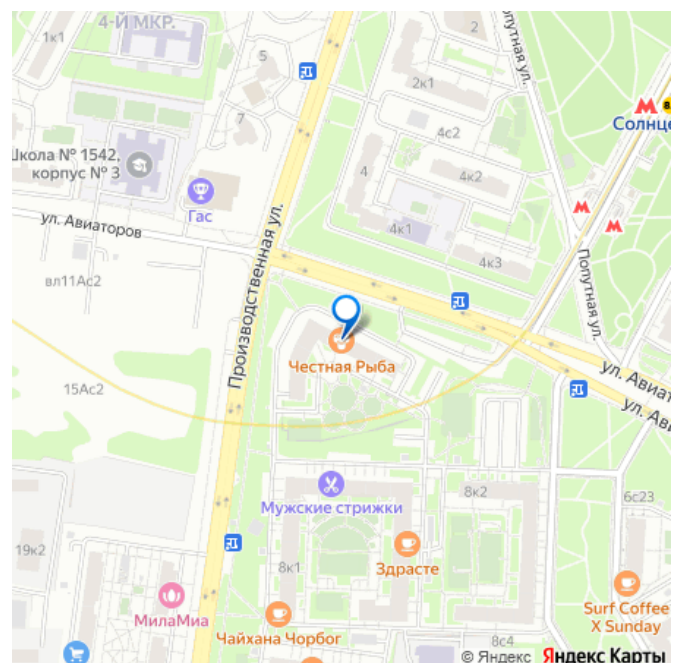 4-Й МКР.
1к1
5
7
2
2к1
Попутная ул.
4с2
Солнце
Школа № 1542,
корпус № 3
Гас
4
4к2
ул. Авиаторов
4к1
4к3
Производственная ул.
Попутная ул.
вл11Ас2
Честная Рыба
15Ас2
ул. Авиат
ул. Ави
Мужские стрижки
8к2
6с23
19к2
8к1
Здрасте
МилаМиа
Чайхана Чорбог
Surf Coffee
X Sunday
8с4
© Яндекс Яндекс Карты